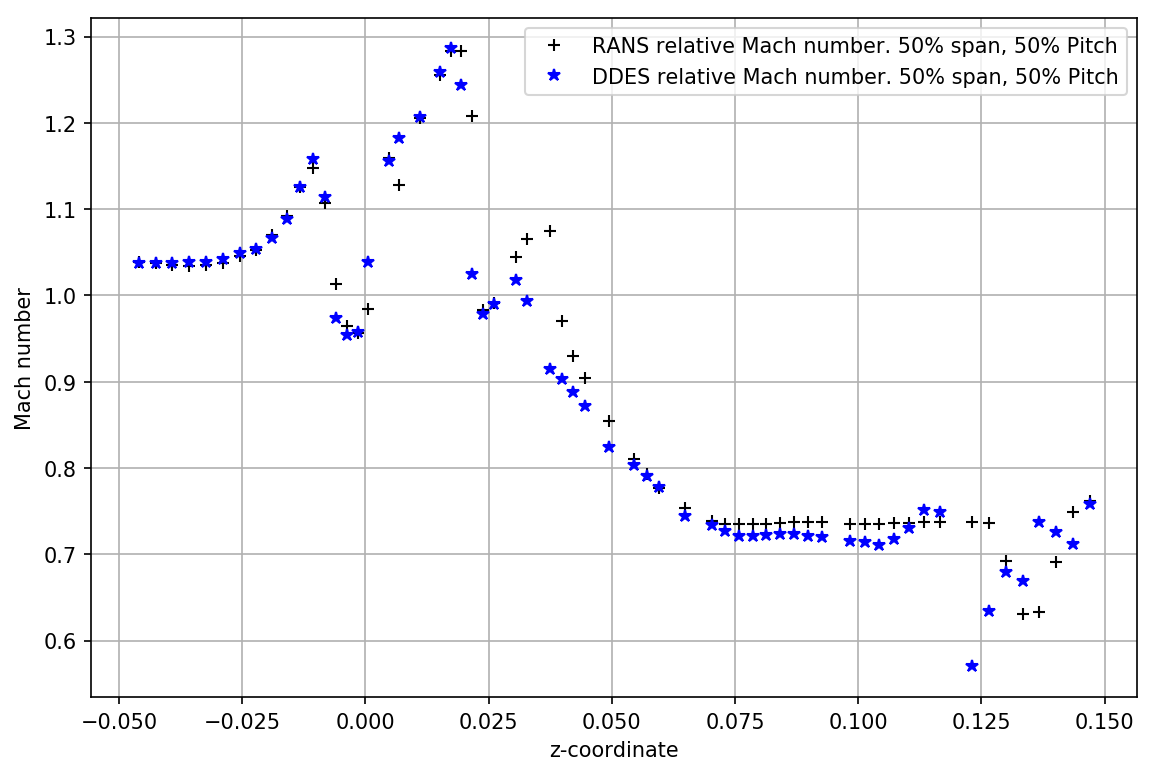 RANS relative Mach number. 50% span, 50% Pitch
DDES relative Mach number. 50% span, 50% Pitch
1.3
1.2
1.1
1.0
0.9
0.8
0.7
0.6
Mach number
−0.050 −0.025 0.000 0.025 0.050 0.075 0.100 0.125 0.150
z-coordinate